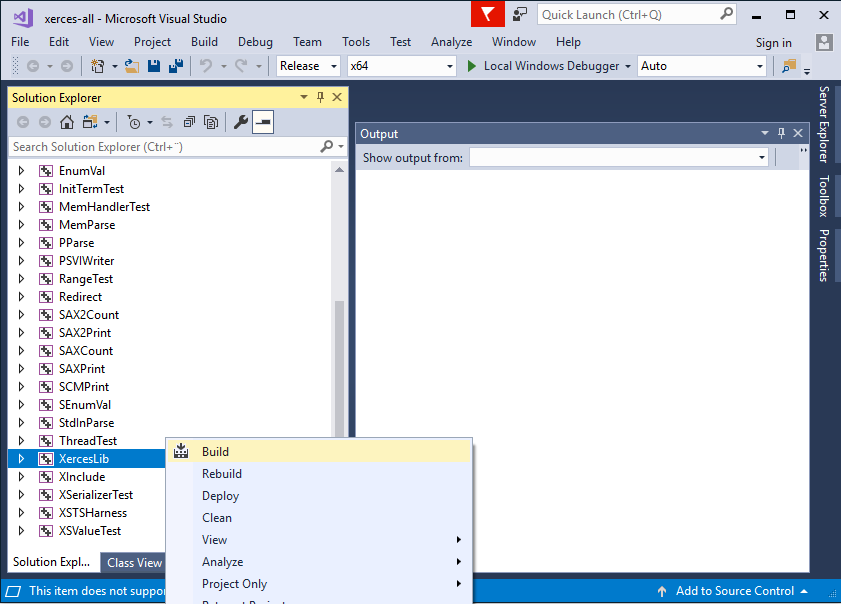 xerces-all - Microsoft Visual Studio
Quick Launch (Ctrl+Q)
File Edit View Project Build Debug Team Tools Test Analyze Window Help Sign in
Release x64 Local Windows Debugger Auto
Solution Explorer
Search Solution Explorer (Ctrl+¨)
EnumVal
InitTermTest
MemHandlerTest
MemParse
PParse
PSVIWriter
RangeTest
Redirect
SAX2Count
SAX2Print
SAXCount
SAXPrint
SCMPrint
SEnumVal
StdInParse
ThreadTest
XercesLib
XInclude
XSerializerTest
XSTSHarness
XSValueTest
Solution Expl... Class View
Build
Rebuild
Deploy
Clean
View
Analyze
Project Only
Output
Show output from:
Server Explorer
Toolbox
Properties
This item does not suppor
Add to Source Control